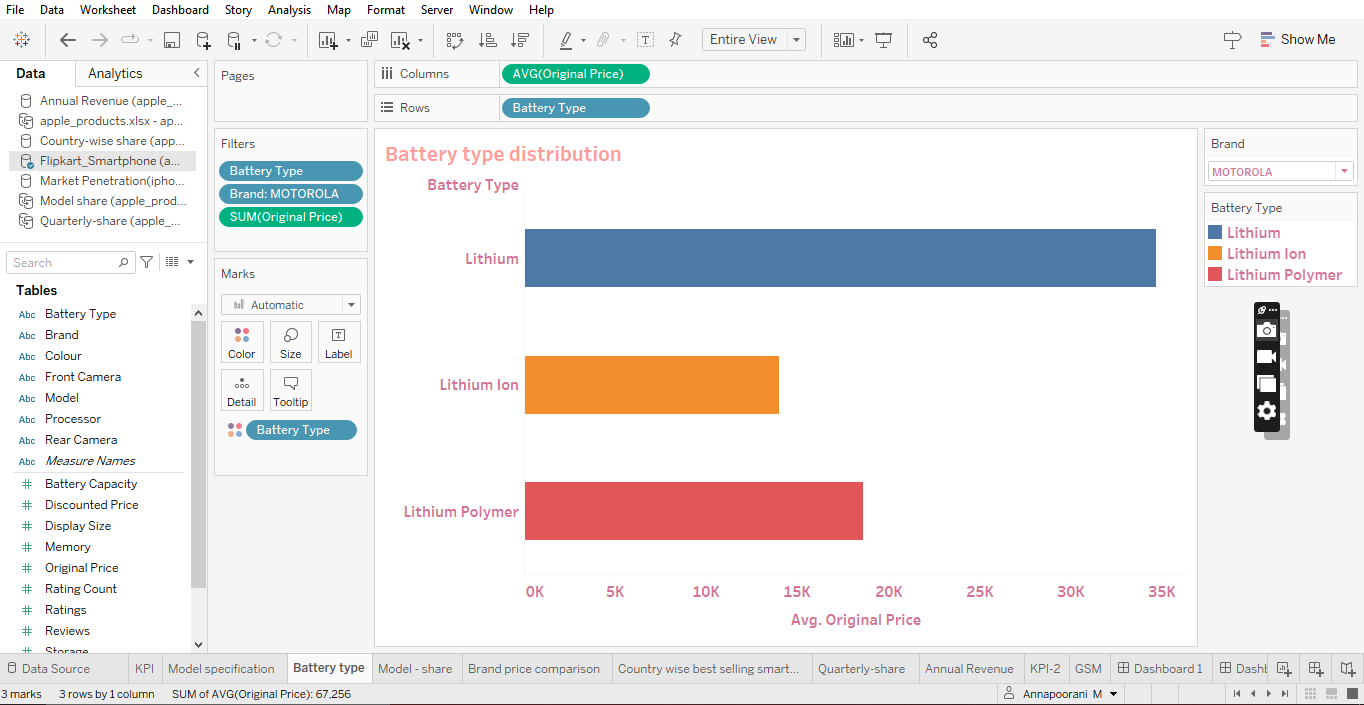 File Data Worksheet Dashboard Story Analysis Map Format Server Window Help
Entire View
Show Me
Data Analytics
Annual Revenue (apple_...
apple_products.xlsx - ap...
Country-wise share (app...
Flipkart_Smartphone (a...
Market Penetration(ipho...
Model share (apple_prod...
Quarterly-share (apple_...
Search
Tables
Abc Battery Type
Abc Brand
Abc Colour
Abc Front Camera
Abc Model
Abc Processor
Abc Rear Camera
Abc Measure Names
# Battery Capacity
# Discounted Price
# Display Size
# Memory
# Original Price
# Rating Count
# Ratings
# Reviews
Storage
Pages
Filters
Battery Type
Brand: MOTOROLA
SUM(Original Price)
Marks
Automatic
Color Size T Label
Detail Tooltip
Battery Type
Columns AVG(Original Price)
Rows Battery Type
Battery type distribution
Battery Type
Lithium
Lithium Ion
Lithium Polymer
0K 5K 10K 15K 20K 25K 30K 35K
Avg. Original Price
Brand
MOTOROLA
Battery Type
Lithium
Lithium Ion
Lithium Polymer
Data Source KPI Model specification Battery type Model - share Brand price comparison Country wise best selling smart... Quarterly-share Annual Revenue KPI-2 GSM Dashboard 1 Dashb
3 marks 3 rows by 1 column SUM of AVG(Original Price): 67,256 Annapoorani M